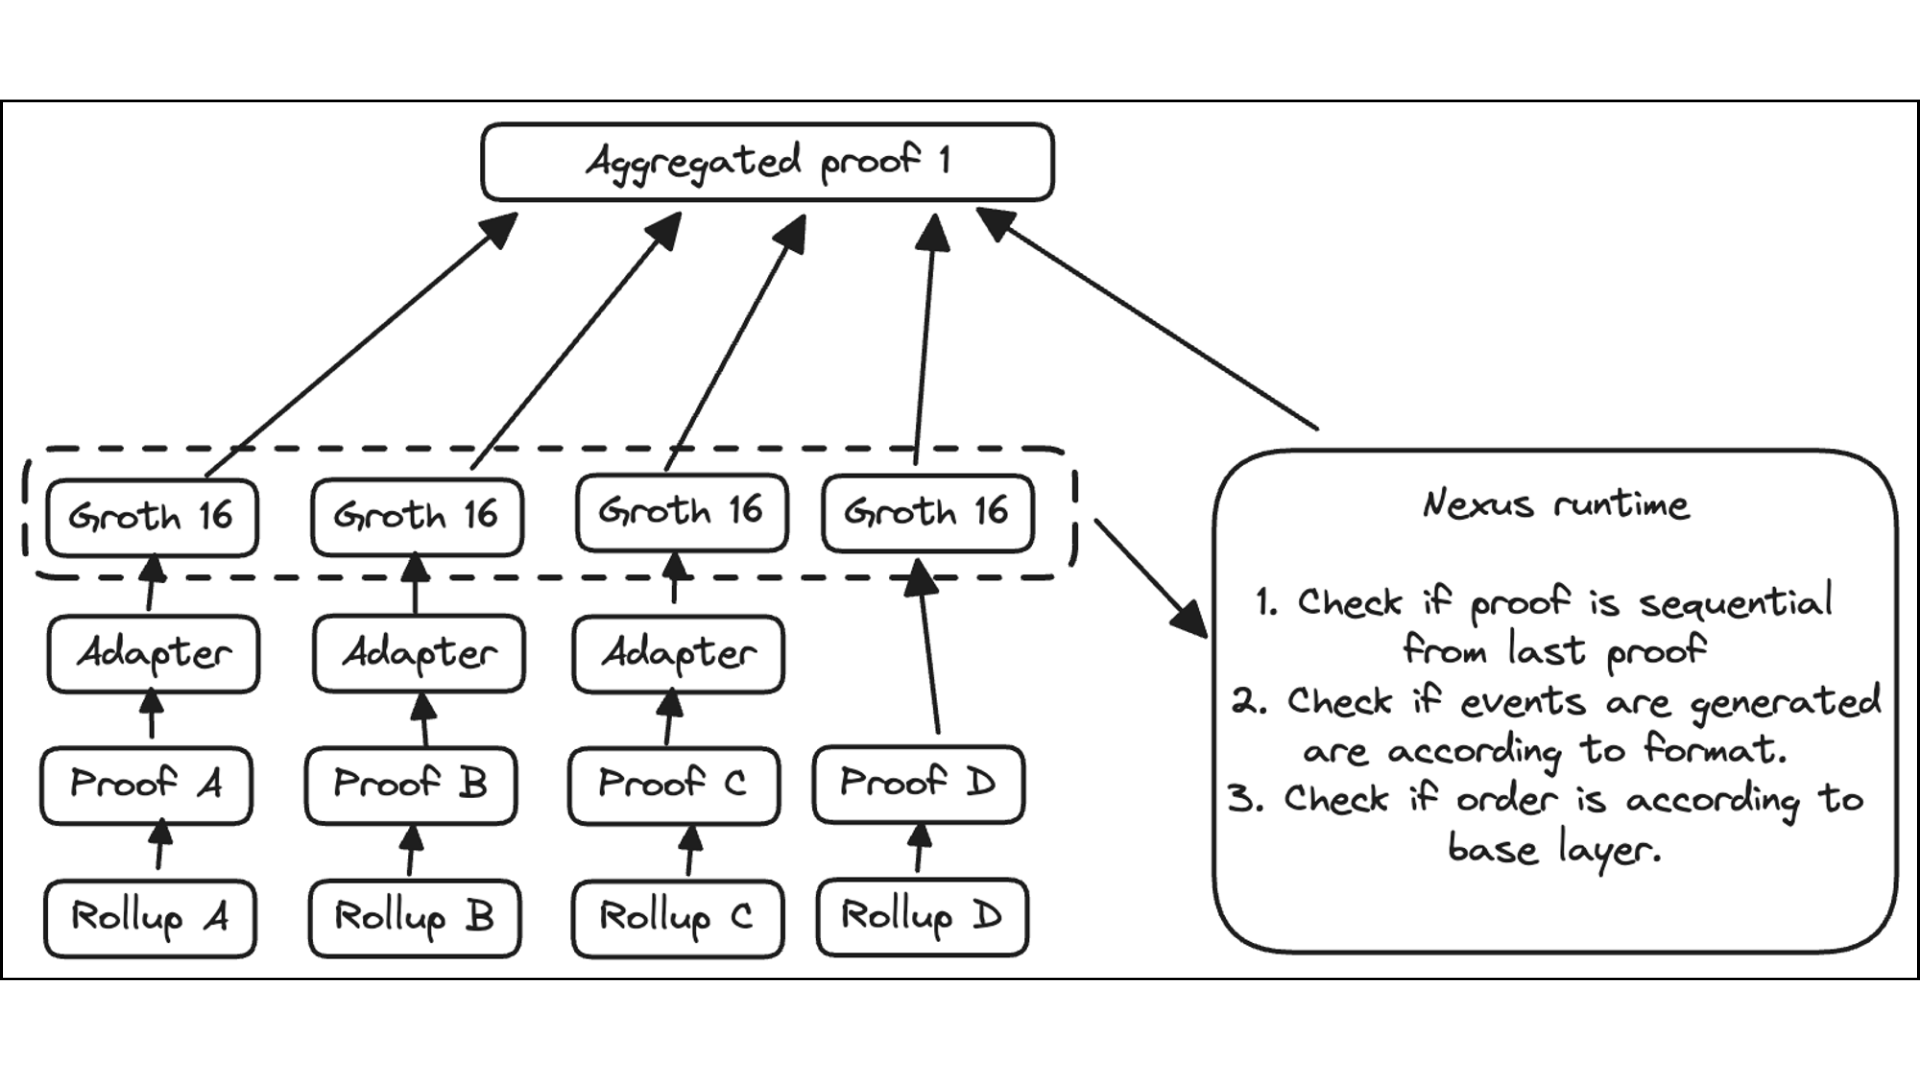 Aggregated proof 1
Groth 16
Groth 16
Groth 16
Groth 16
Adapter
Adapter
Adapter
Proof A
Proof B
Proof C
Proof D
Rollup A
Rollup B
Rollup C
Rollup D
Nexus runtime
1. Check if proof is sequential
from last proof
2. Check if events are generated
are according to format.
3. Check if order is according to
base layer.